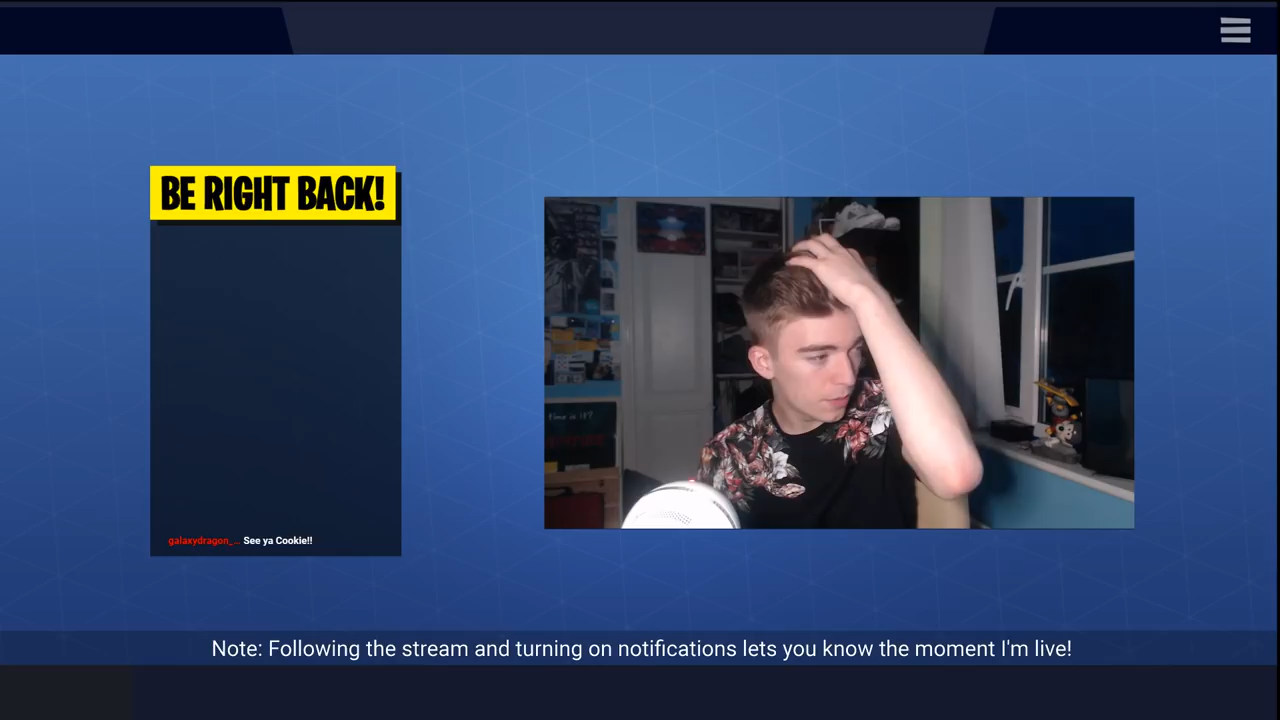 BE RIGHT BACK!
galaxydragon_... See ya Cookie!!
Note: Following the stream and turning on notifications lets you know the moment I'm live!